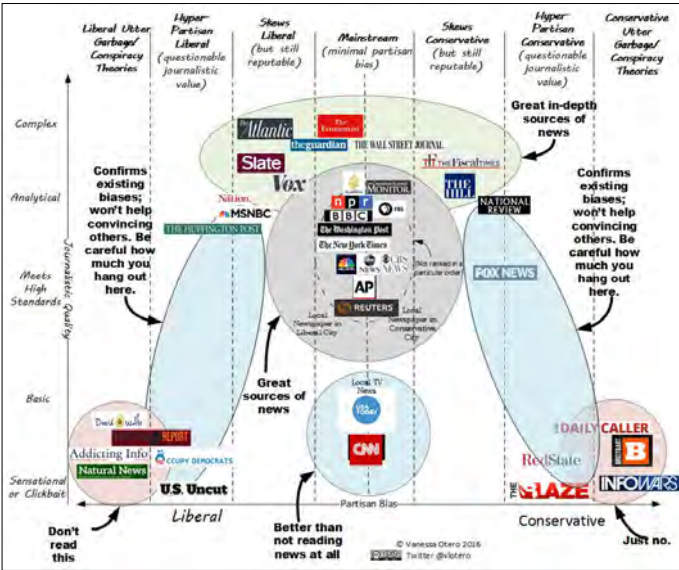 Liberal Utter
Garbage/
Conspiracy
Theories
Hyper-
Partisan
Liberal
(questionable
journalistic
value)
Skews
Liberal
(but still
reputable)
Mainstream
(minimal partisan
bias)
Skews
Conservative
(but still
reputable)
Hyper
Partisan
Conservative
(questionable
journalistic
value)
Conservative
Utter
Garbage/
Conspiracy
Theories
Journalistic Quality
Complex
Analytical
Meets
High
Standards
Basic
Sensational
or Clickbait
Great in-depth
sources of
news
The Atlantic
The Economist
theguardian
THE WALL STREET JOURNAL
Slate
Vox
THE FISCAL TIMES
THE HILL
NATIONAL
REVIEW
Confirms
existing
biases;
won't help
convincing
others. Be
careful how
much you
hang out
here.
The Nation.
MSNBC
THE HUFFINGTON POST
MONITOR
npr
BBC
PBS
The Washington Post
The New York Times
NBC NEWS
abc NEWS
CBS NEWS
(Not ranked in a
particular order)
AP
REUTERS
Local
Newspaper in
Liberal City
Local
Newspaper in
Conservative
City
FOX NEWS
Confirms
existing
biases;
won't help
convincing
others. Be
careful how
much you
hang out
here.
Great
sources of
news
Local TV
News
USA
TODAY
CNN
David Wolfe
REPORT
Addicting Info
Natural News
OCCUPY DEMOCRATS
U.S. Uncut
THE DAILY CALLER
BREITBART
B
RedState
THE BLAZE
INFOWARS
Partisan Bias
Liberal
Conservative
Don't
read
this
Better than
not reading
news at all
Just no.
© Vanessa Otero 2016
Twitter @vlotero